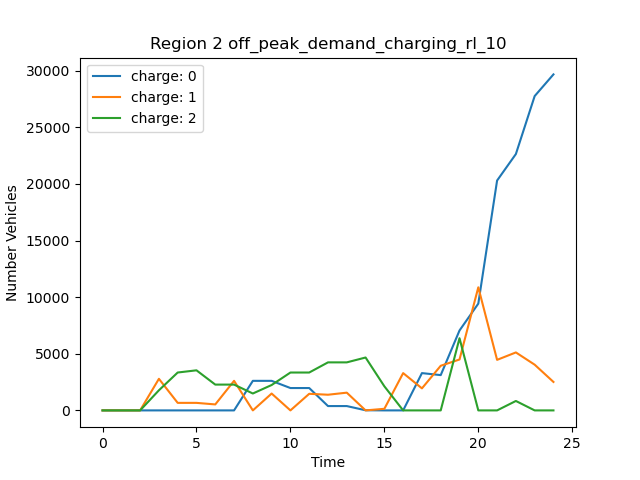 Region 2 off_peak_demand_charging_rl_10
charge: 0
charge: 1
charge: 2
Number Vehicles
30000
25000
20000
15000
10000
5000
0
0 5 10 15 20 25
Time